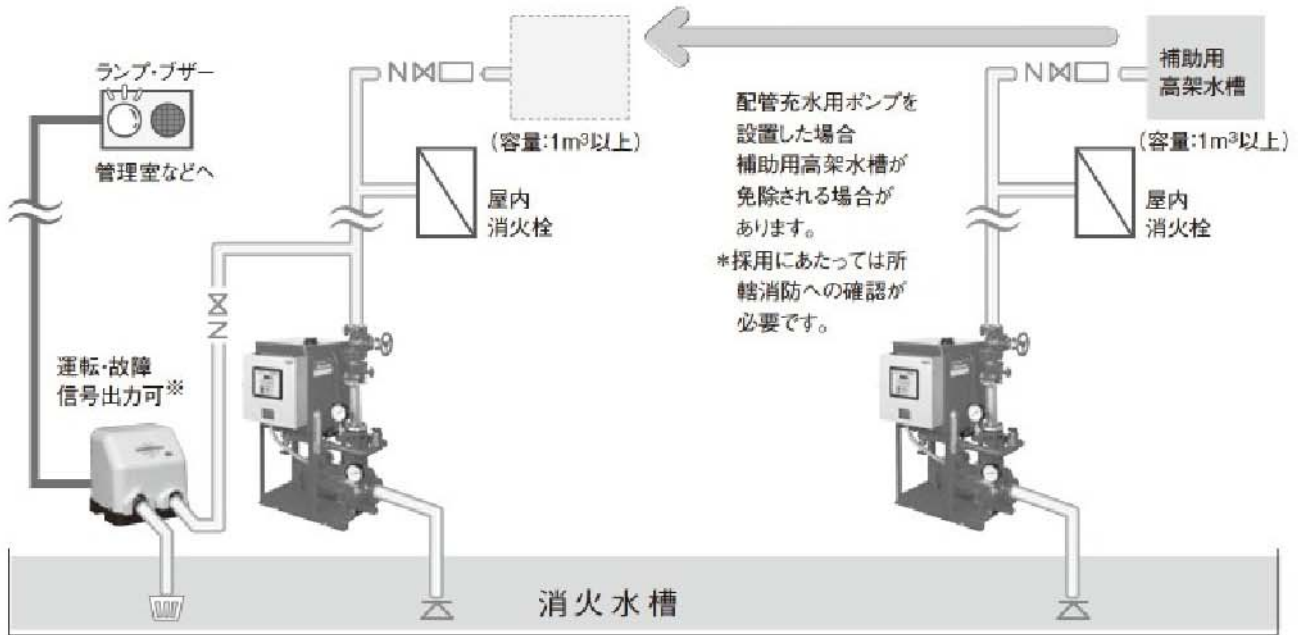 ランプ・ブザー
管理室などへ
運転・故障
信号出力可※
(容量:1m³以上)
屋内
消火栓
配管充水用ポンプを
設置した場合
補助用高架水槽が
免除される場合が
あります。
*採用にあたっては所
轄消防への確認が
必要です。
補助用
高架水槽
(容量:1m³以上)
屋内
消火栓
消火水槽